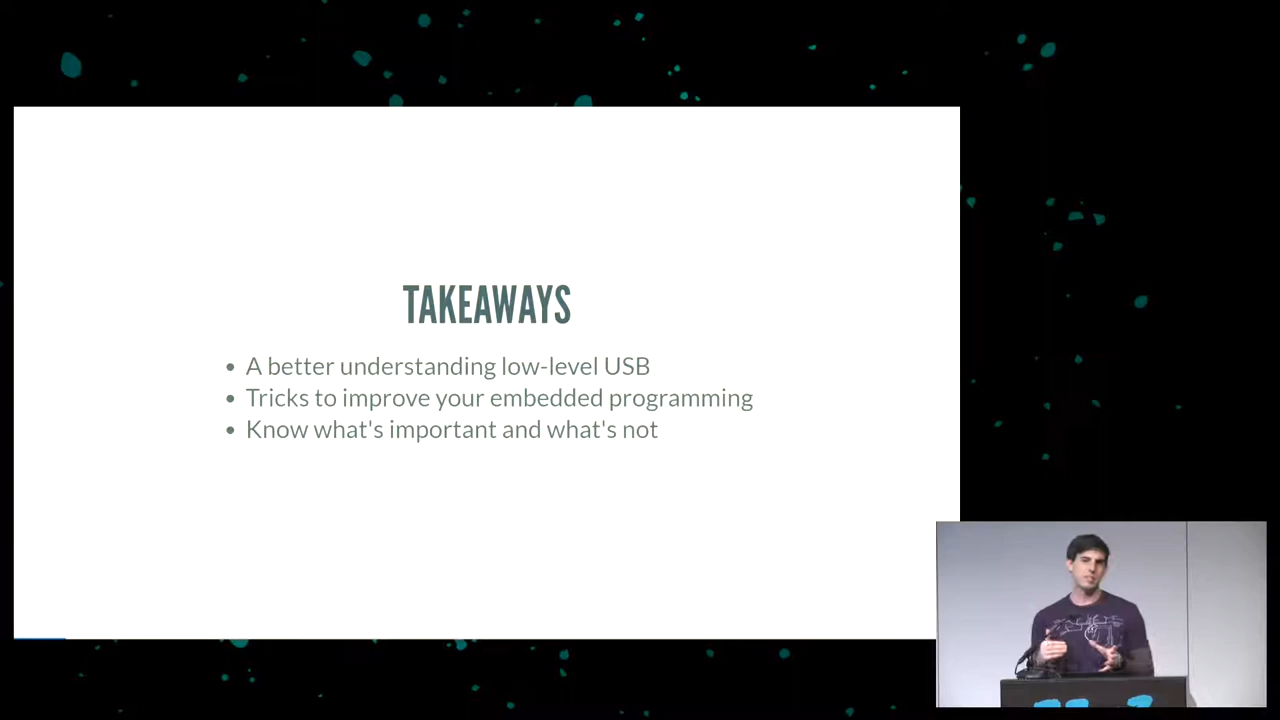 TAKEAWAYS
A better understanding low-level USB
Tricks to improve your embedded programming
Know what's important and what's not